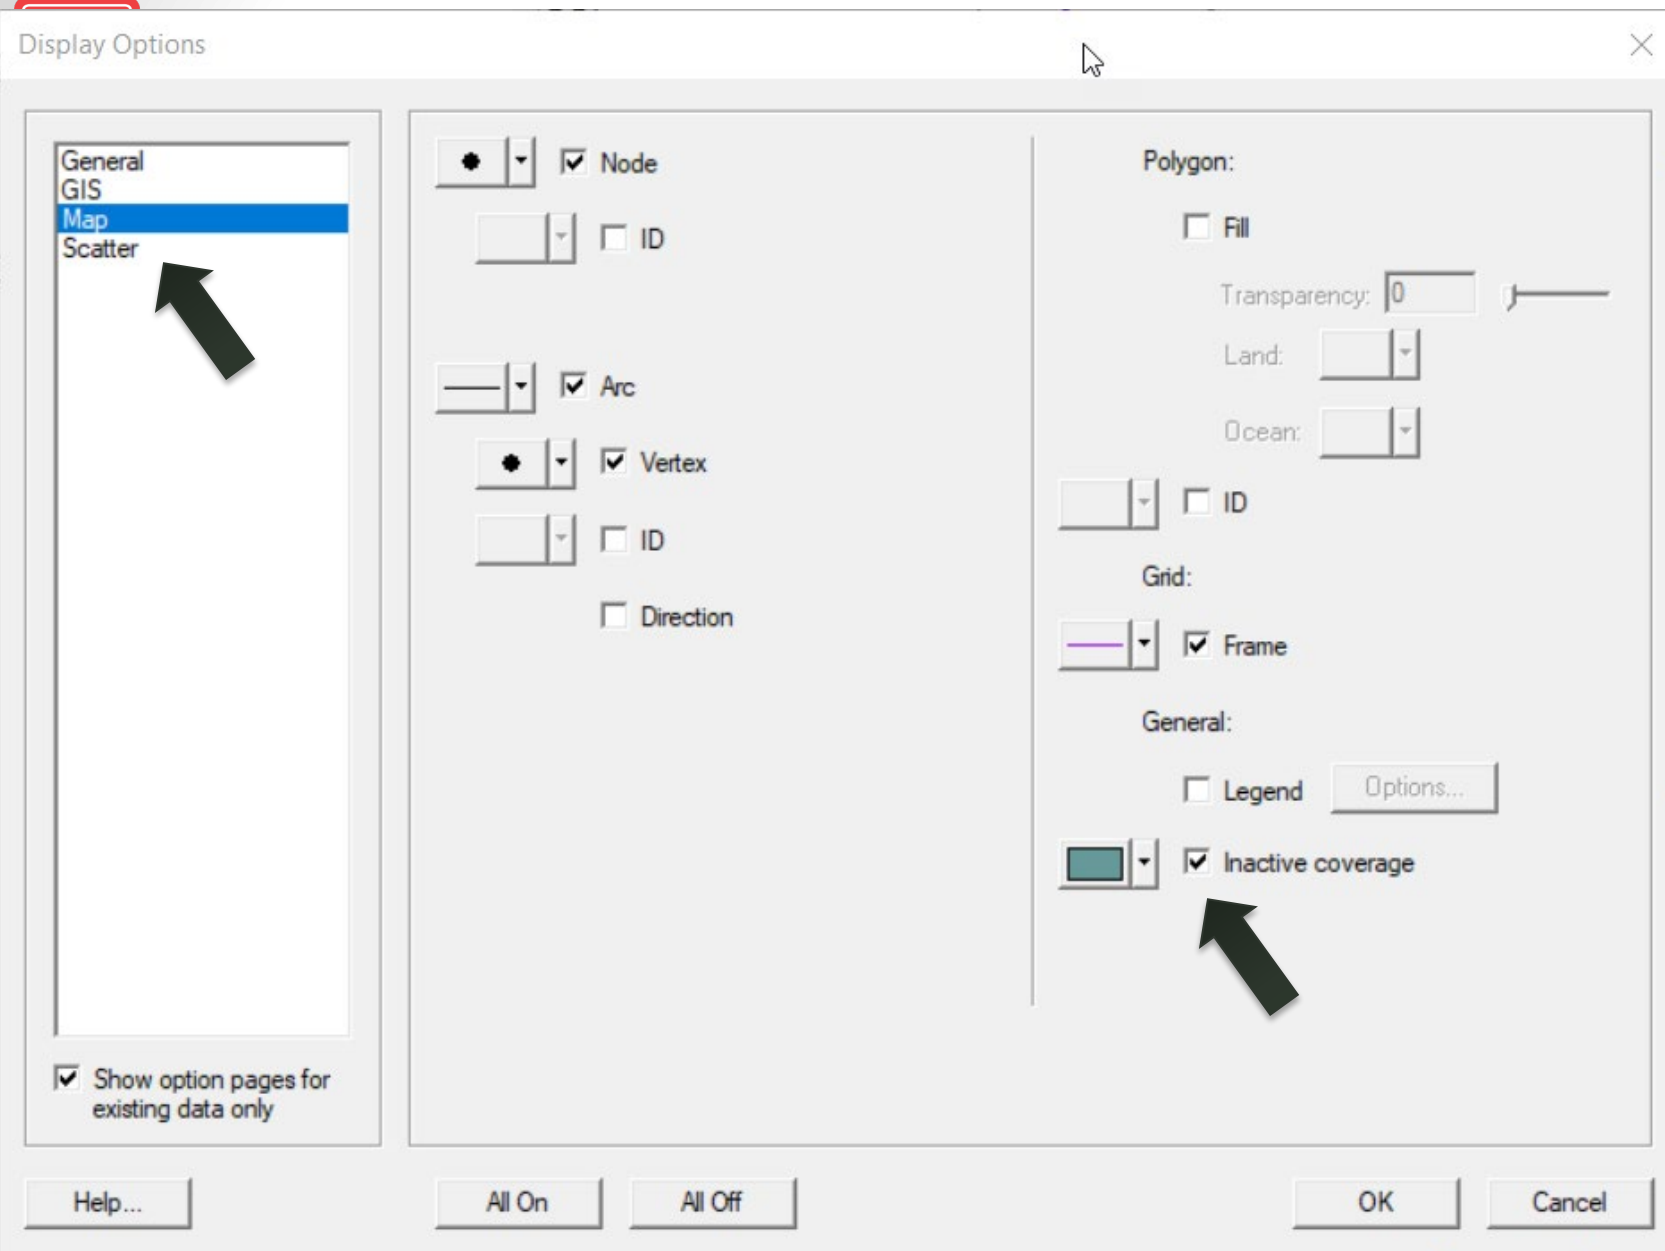 Display Options
General
GIS
Map
Scatter
Show option pages for
existing data only
Node
ID
Arc
Vertex
ID
Direction
Polygon:
Fill
Transparency: 0
Land:
Ocean:
ID
Grid:
Frame
General:
Legend Options...
Inactive coverage
Help... All On All Off OK Cancel